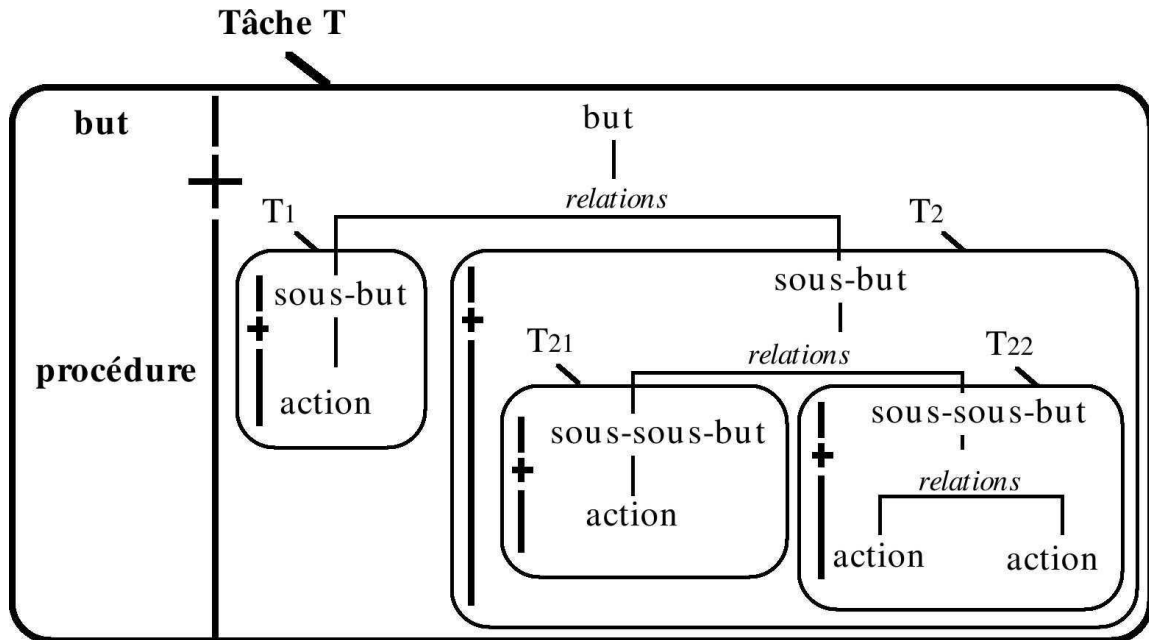 Tâche T
but
but
relations
T1
T2
sous-but
sous-but
T21
relations
T22
procédure
action
sous-sous-but
sous-sous-but
relations
action
action
action